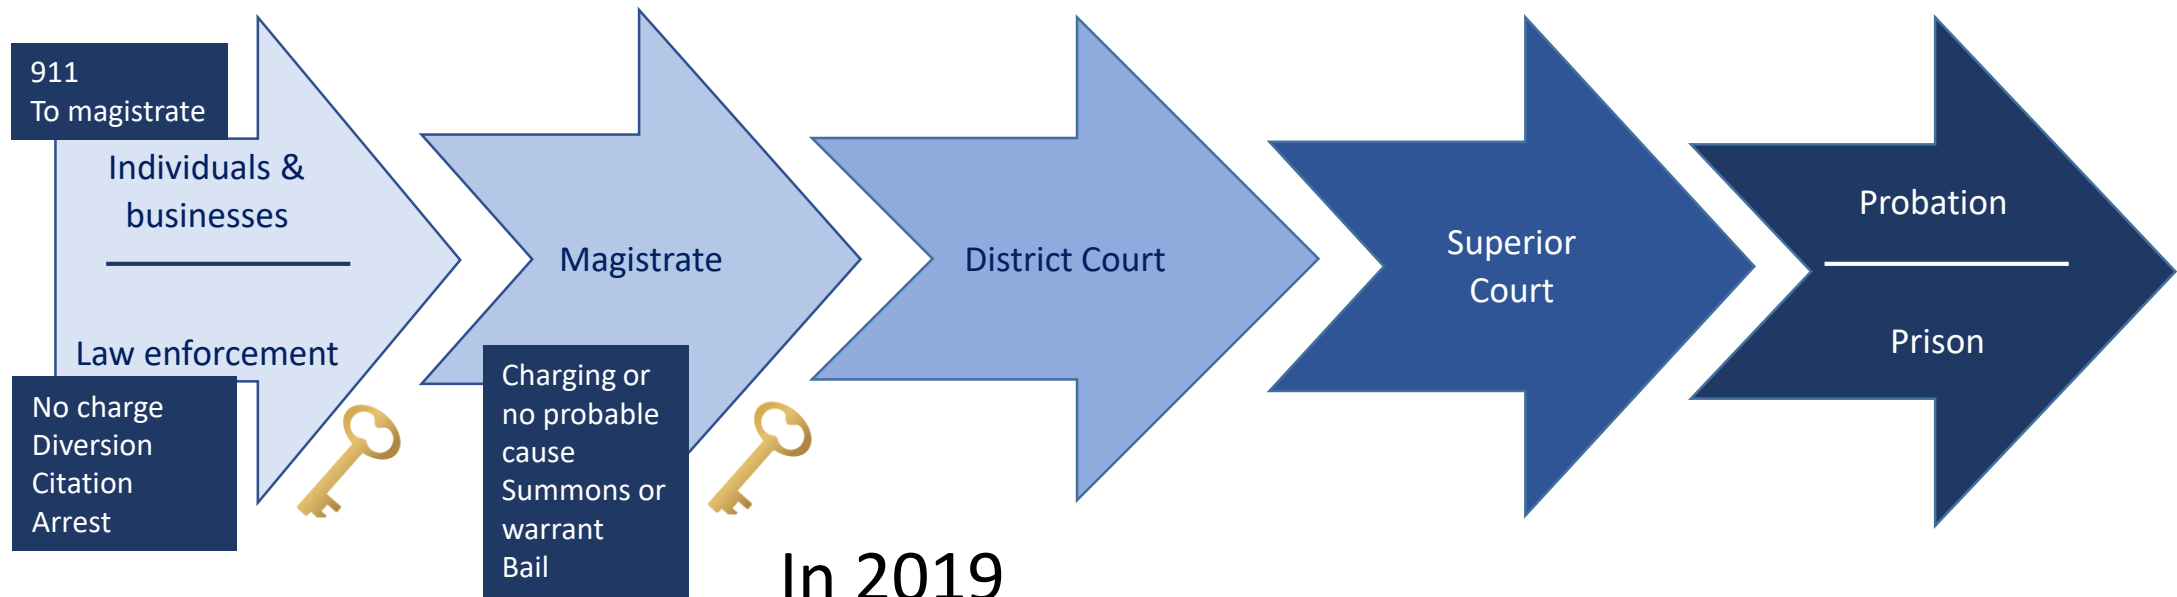 911
To magistrate
Individuals &
businesses
Law enforcement
No charge
Diversion
Citation
Arrest
Magistrate
Charging or
no probable
cause
Summons or
warrant
Bail
District Court
Superior
Court
Probation
Prison
In 2019